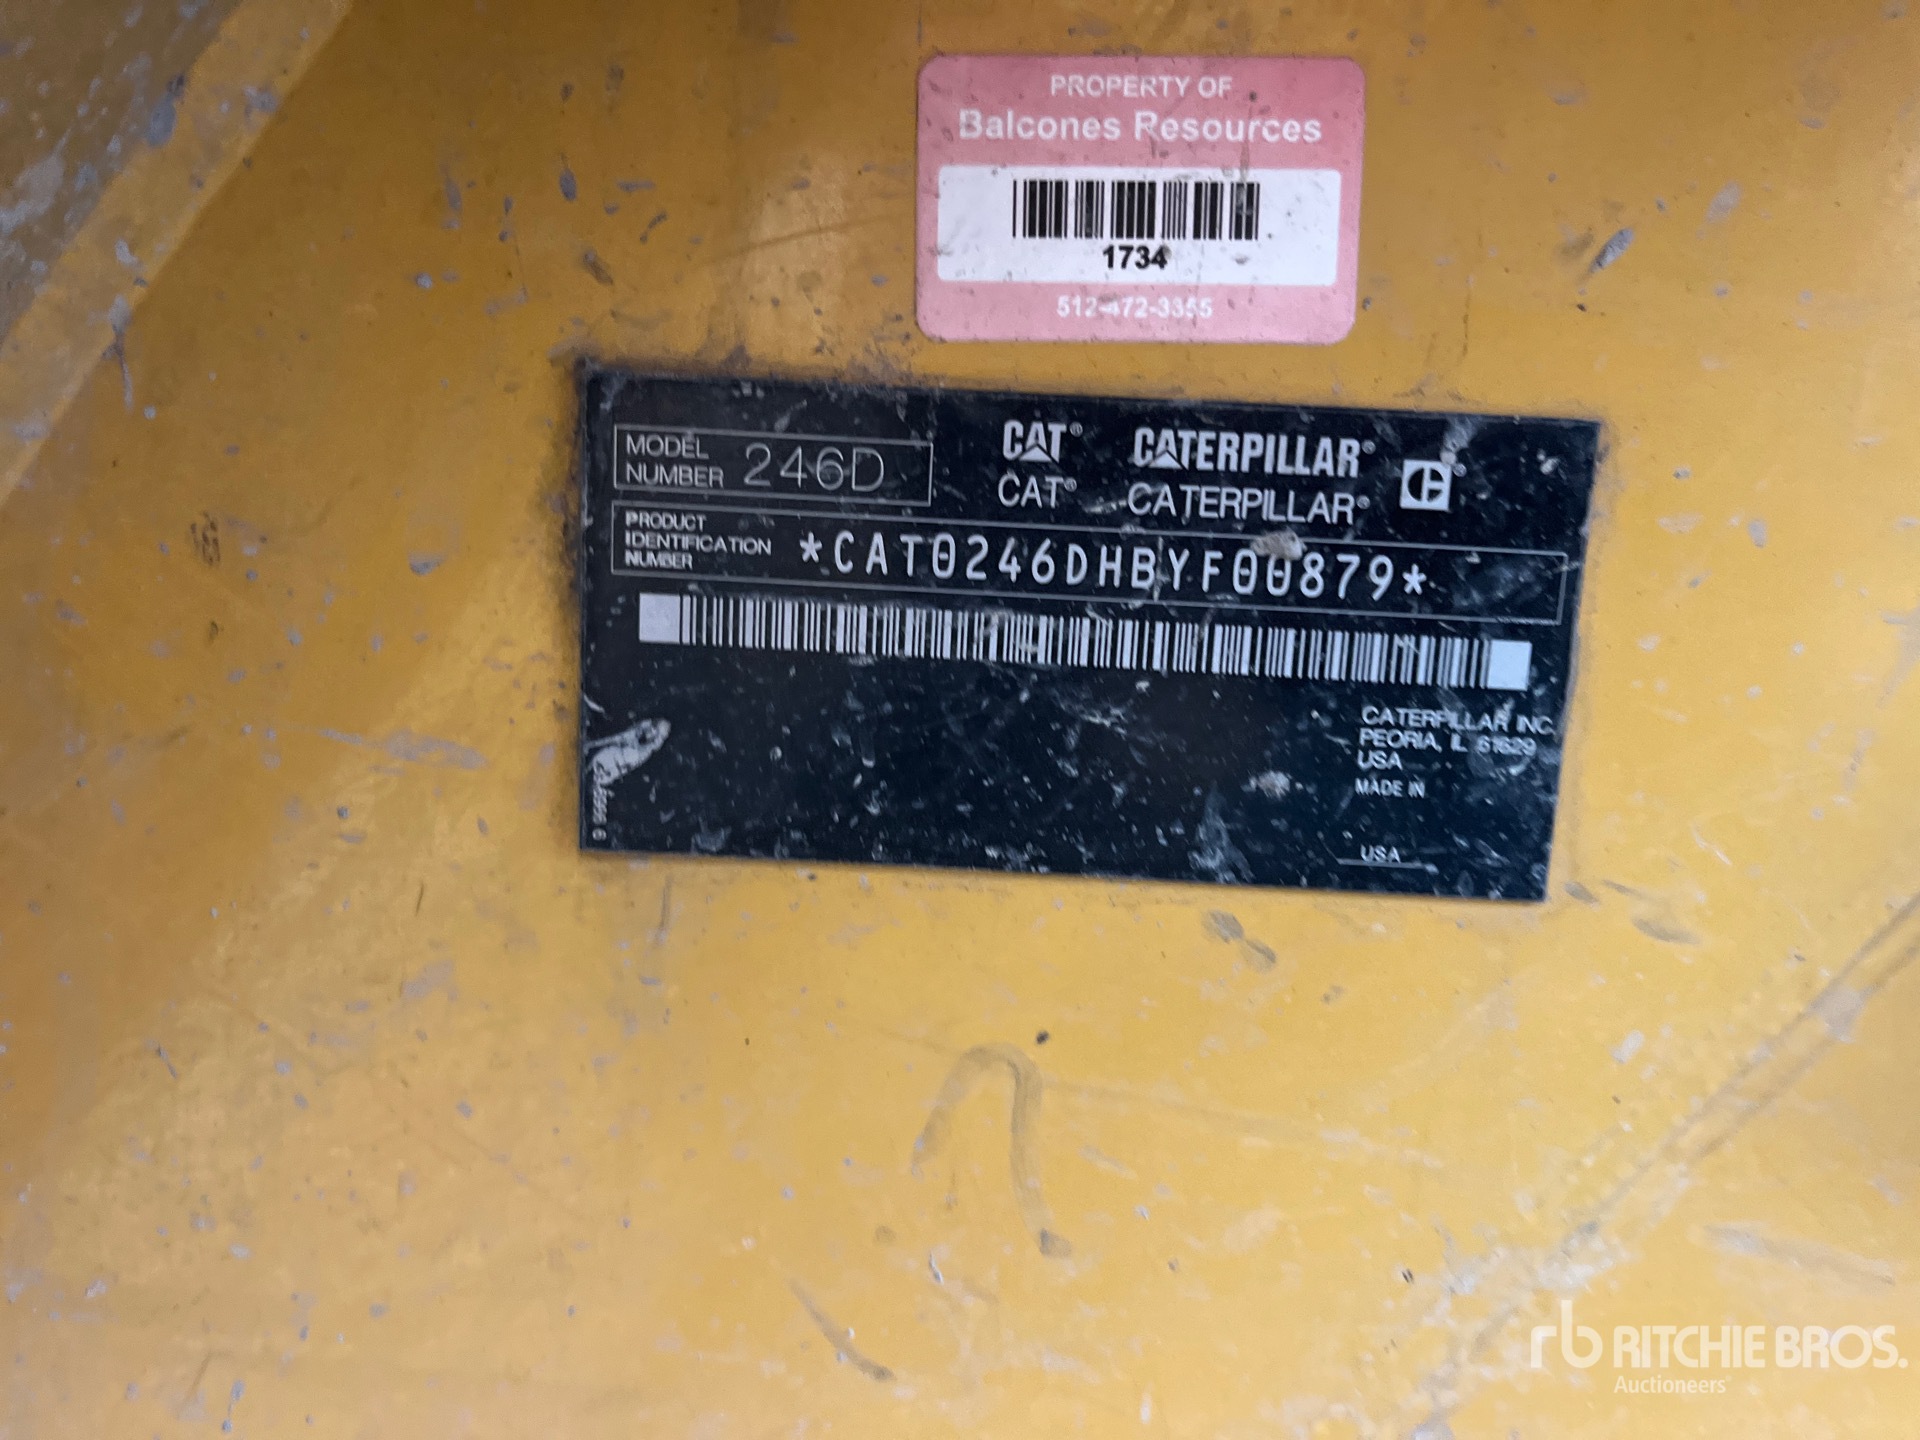 PROPERTY OF
Balcones Resources
1734
512-472-3355
MODEL
NUMBER 246D
CAT® CATERPILLAR®
CAT® CATERPILLAR®
PRODUCT
IDENTIFICATION
NUMBER
*CAT0246DHBYF00879*
CATERPILLAR INC.
PEORIA, IL 61629
USA
MADE IN
USA
rb RITCHIE BROS.
Auctioneers